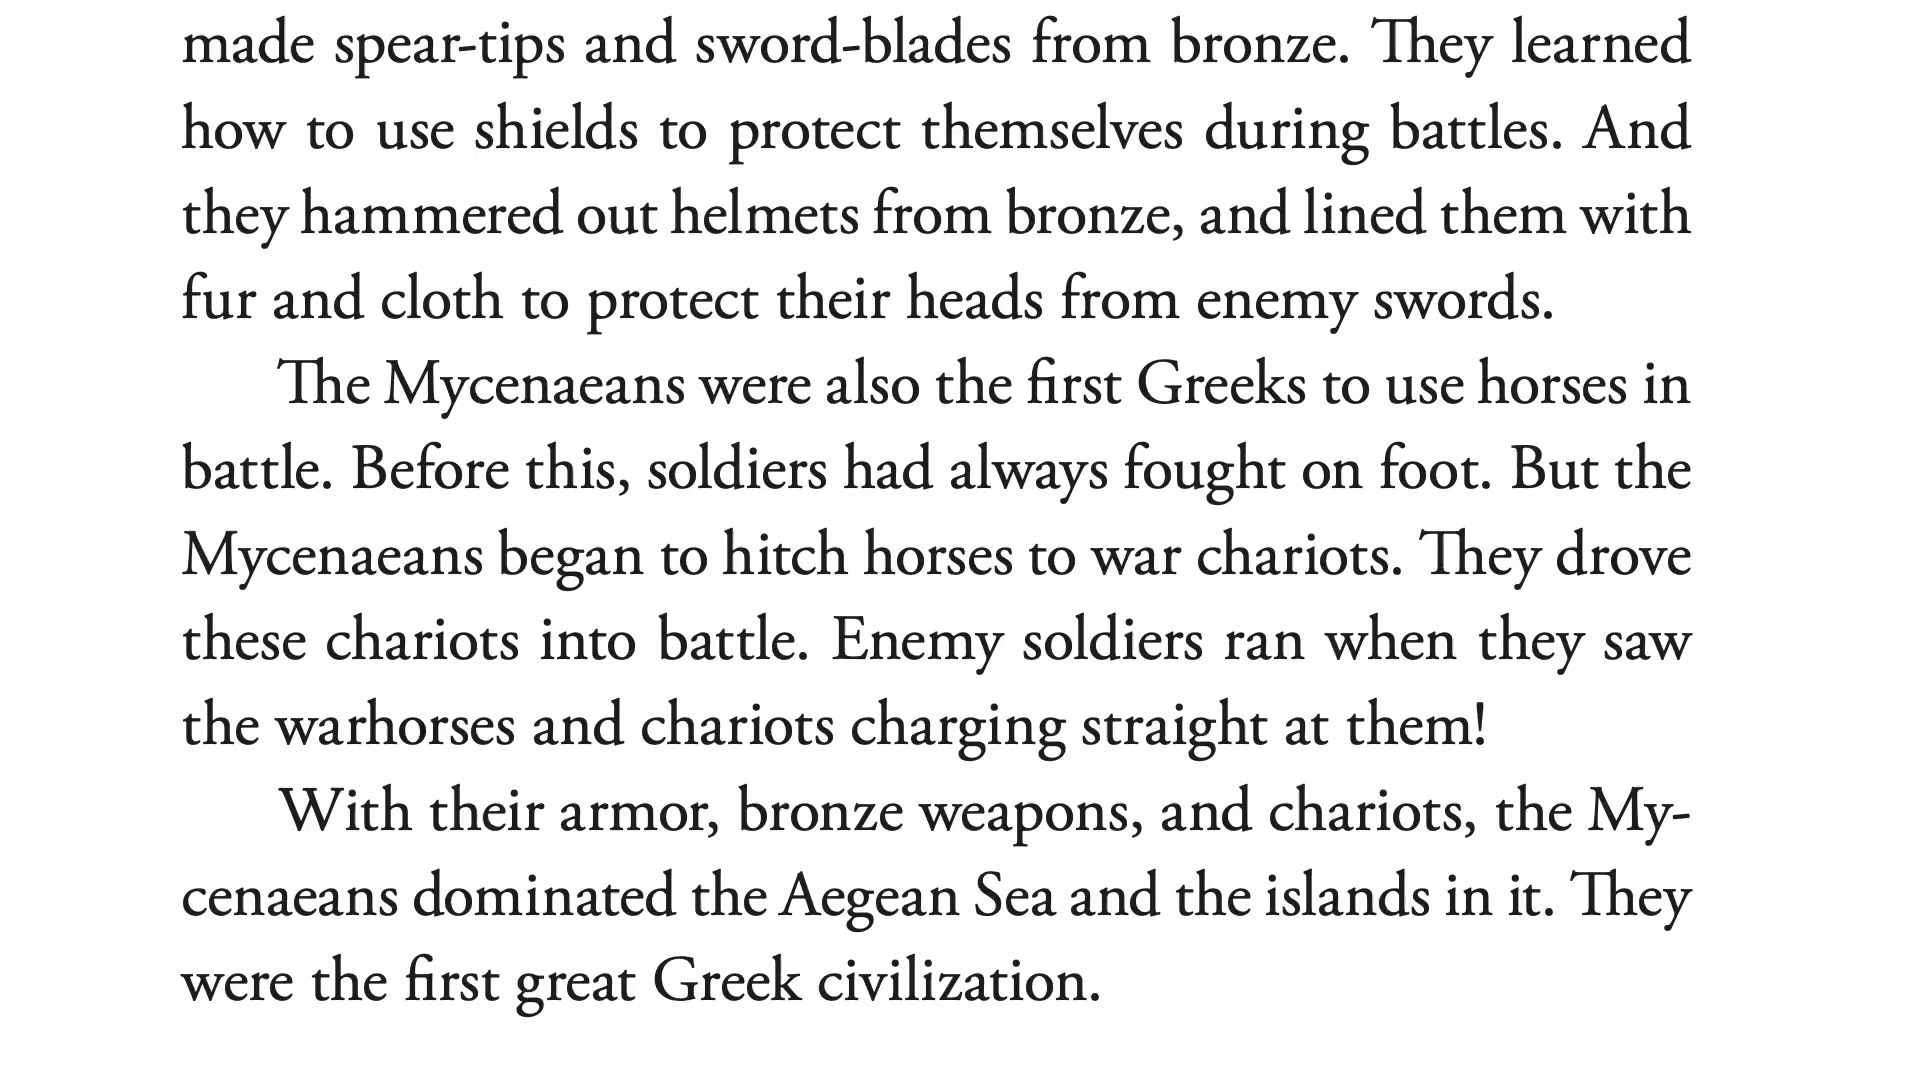 made spear-tips and sword-blades from bronze. They learned
how to use shields to protect themselves during battles. And
they hammered out helmets from bronze, and lined them with
fur and cloth to protect their heads from enemy swords.
The Mycenaeans were also the first Greeks to use horses in
battle. Before this, soldiers had always fought on foot. But the
Mycenaeans began to hitch horses to war chariots. They drove
these chariots into battle. Enemy soldiers ran when they saw
the warhorses and chariots charging straight at them!
With their armor, bronze weapons, and chariots, the My-
cenaeans dominated the Aegean Sea and the islands in it. They
were the first great Greek civilization.